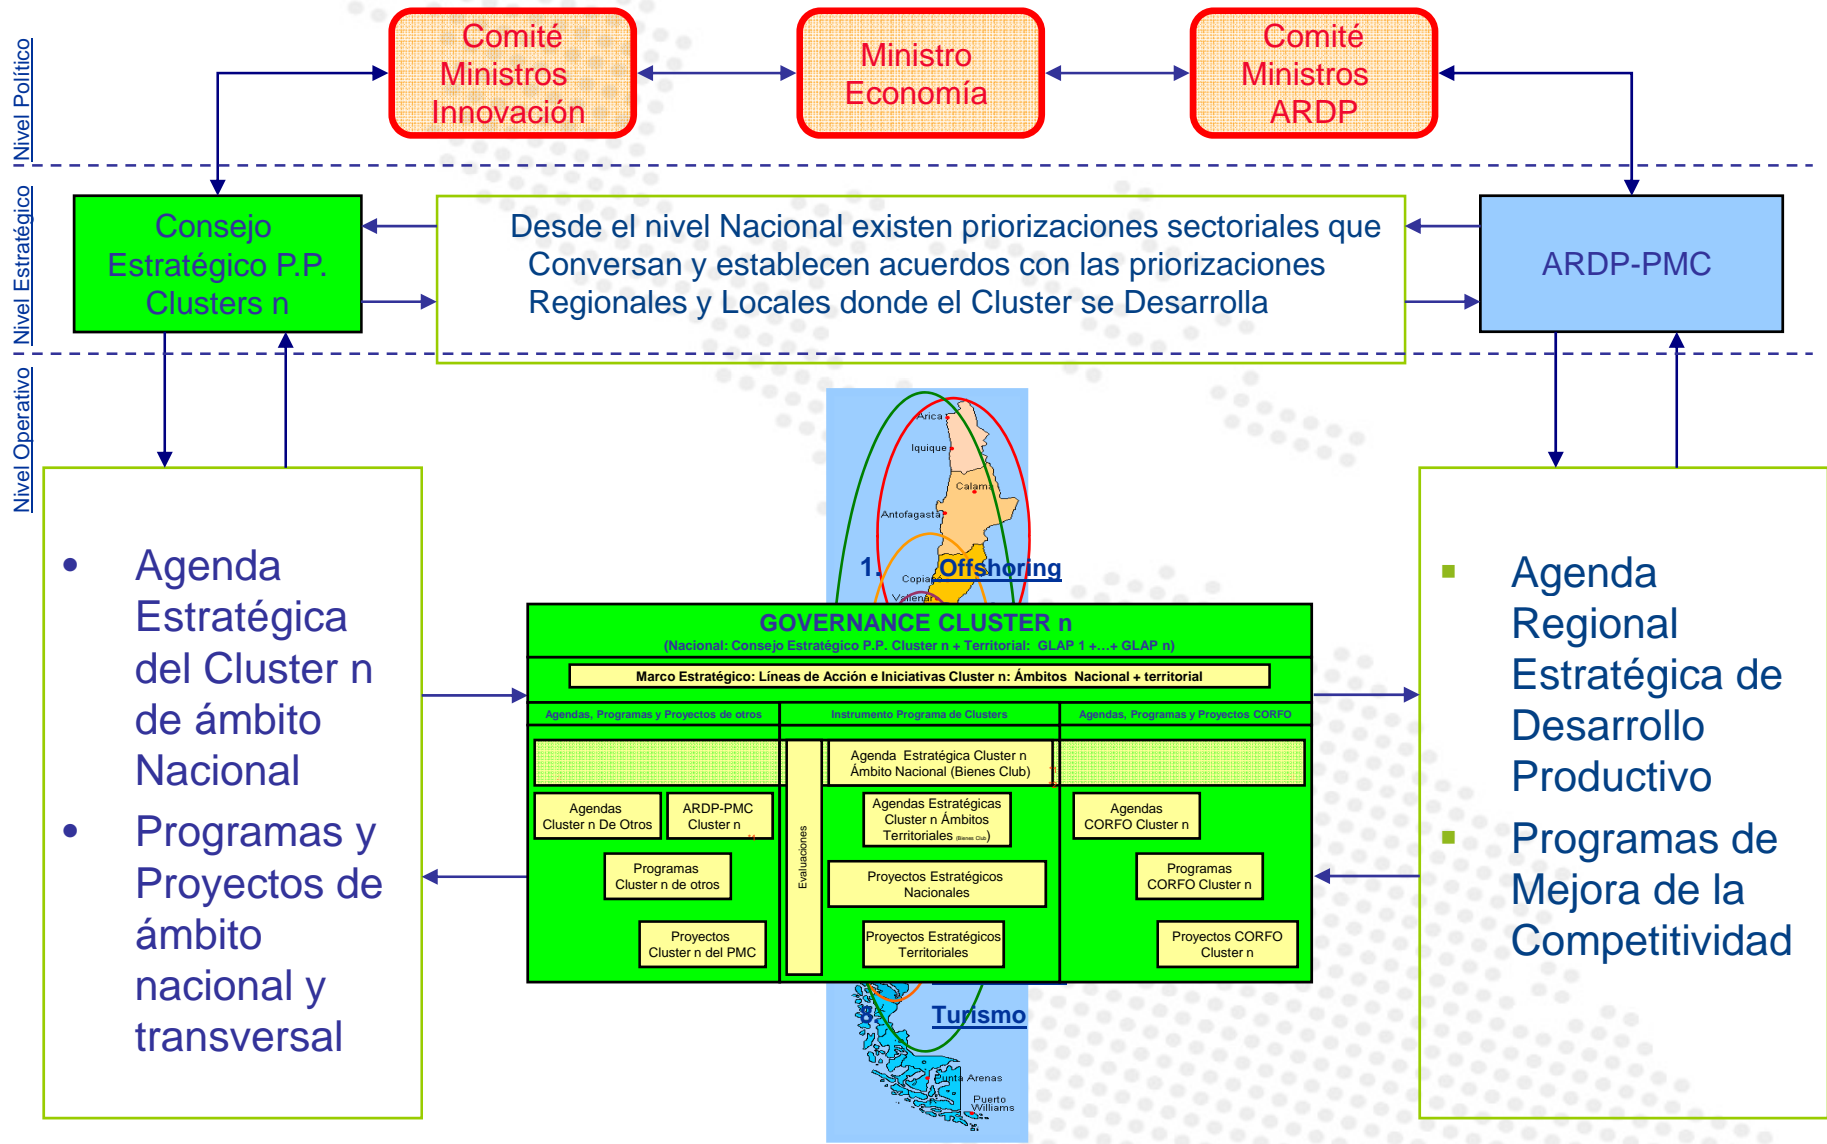 Nivel Político
Comité
Ministros
Innovación
Ministro
Economía
Comité
Ministros
ARDP
Nivel Estratégico
Consejo
Estratégico P.P.
Clusters n
Desde el nivel Nacional existen priorizaciones sectoriales que
Conversan y establecen acuerdos con las priorizaciones
Regionales y Locales donde el Cluster se Desarrolla
ARDP-PMC
Nivel Operativo
• Agenda
Estratégica
del Cluster n
de ámbito
Nacional
• Programas y
Proyectos de
ámbito
nacional y
transversal
Arica
Iquique
Calama
Antofagasta
1. Offshoring
Copiapó
Vallenar
GOVERNANCE CLUSTER n
(Nacional: Consejo Estratégico P.P. Cluster n + Territorial: GLAP 1 +...+ GLAP n)
Marco Estratégico: Líneas de Acción e Iniciativas Cluster n: Ámbitos Nacional + territorial
Agendas, Programas y Proyectos de otros
Instrumento Programa de Clusters
Agendas, Programas y Proyectos CORFO
Agenda Estratégica Cluster n
Ámbito Nacional (Bienes Club)
Agendas
Cluster n De Otros
ARDP-PMC
Cluster n
Evaluaciones
Agendas Estratégicas
Cluster n Ámbitos
Territoriales (Bienes Club)
Agendas
CORFO Cluster n
Programas
Cluster n de otros
Proyectos Estratégicos
Nacionales
Programas
CORFO Cluster n
Proyectos
Cluster n del PMC
Proyectos Estratégicos
Territoriales
Proyectos CORFO
Cluster n
8. Turismo
Punta Arenas
Puerto
Williams
▪ Agenda
Regional
Estratégica de
Desarrollo
Productivo
▪ Programas de
Mejora de la
Competitividad